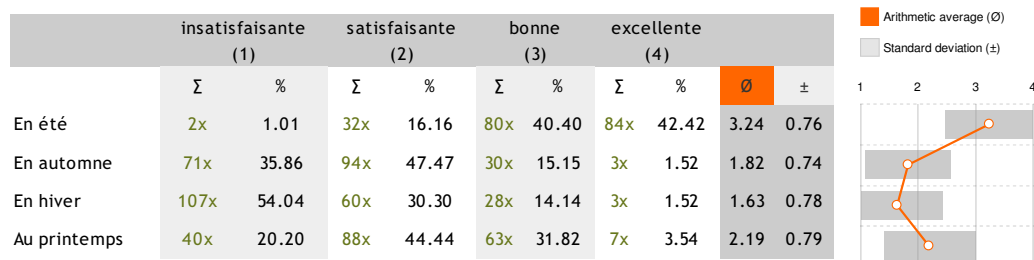 Arithmetic average (Ø)
Standard deviation (±)
insatisfaisante satisfaisante bonne excellente
(1) (2) (3) (4)
Σ % Σ % Σ % Σ % Ø ± 1 2 3 4
En été 2x 1.01 32x 16.16 80x 40.40 84x 42.42 3.24 0.76
En automne 71x 35.86 94x 47.47 30x 15.15 3x 1.52 1.82 0.74
En hiver 107x 54.04 60x 30.30 28x 14.14 3x 1.52 1.63 0.78
Au printemps 40x 20.20 88x 44.44 63x 31.82 7x 3.54 2.19 0.79